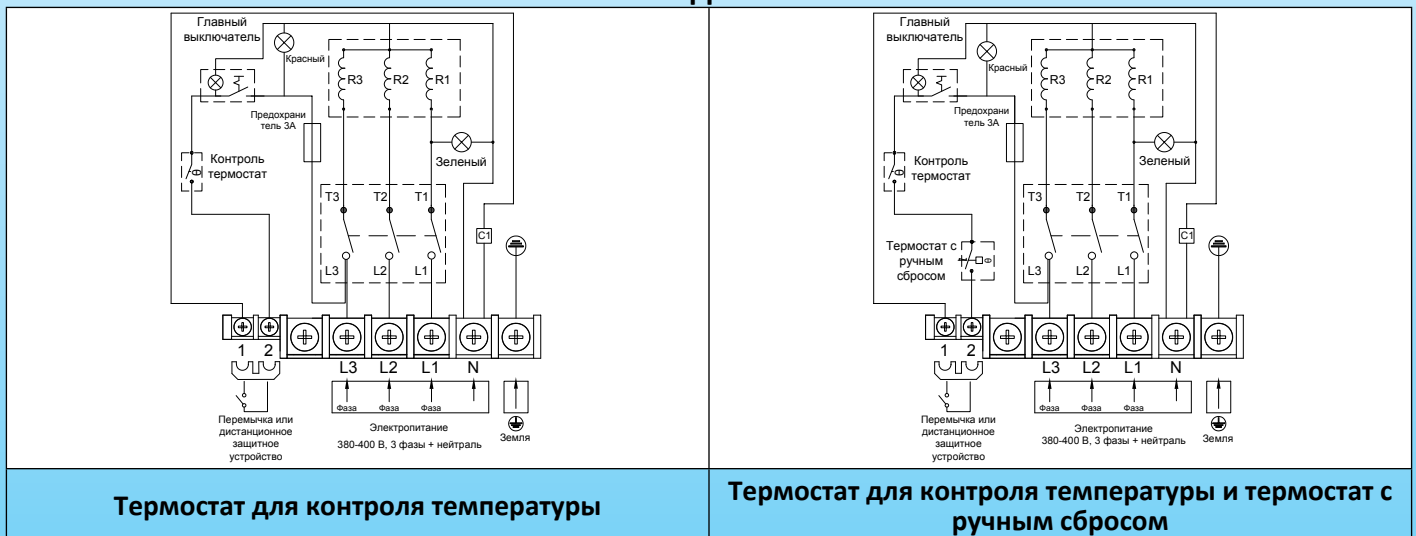 Главный
выключатель
Красный
R3 R2 R1
Предохрани
тель 3А
Зеленый
Контроль
термостат
T3 T2 T1
C1
L3 L2 L1
1 2
L3 L2 L1 N
Фаза Фаза Фаза
Перемычка или
дистанционное
защитное
устройство
Электропитание
380-400 В, 3 фазы + нейтраль
Земля
Термостат для контроля температуры
Главный
выключатель
Красный
R3 R2 R1
Предохрани
тель 3А
Зеленый
Контроль
термостат
T3 T2 T1
C1
Термостат с
ручным
сбросом
L3 L2 L1
1 2
L3 L2 L1 N
Фаза Фаза Фаза
Перемычка или
дистанционное
защитное
устройство
Электропитание
380-400 В, 3 фазы + нейтраль
Земля
Термостат для контроля температуры и термостат с
ручным сбросом